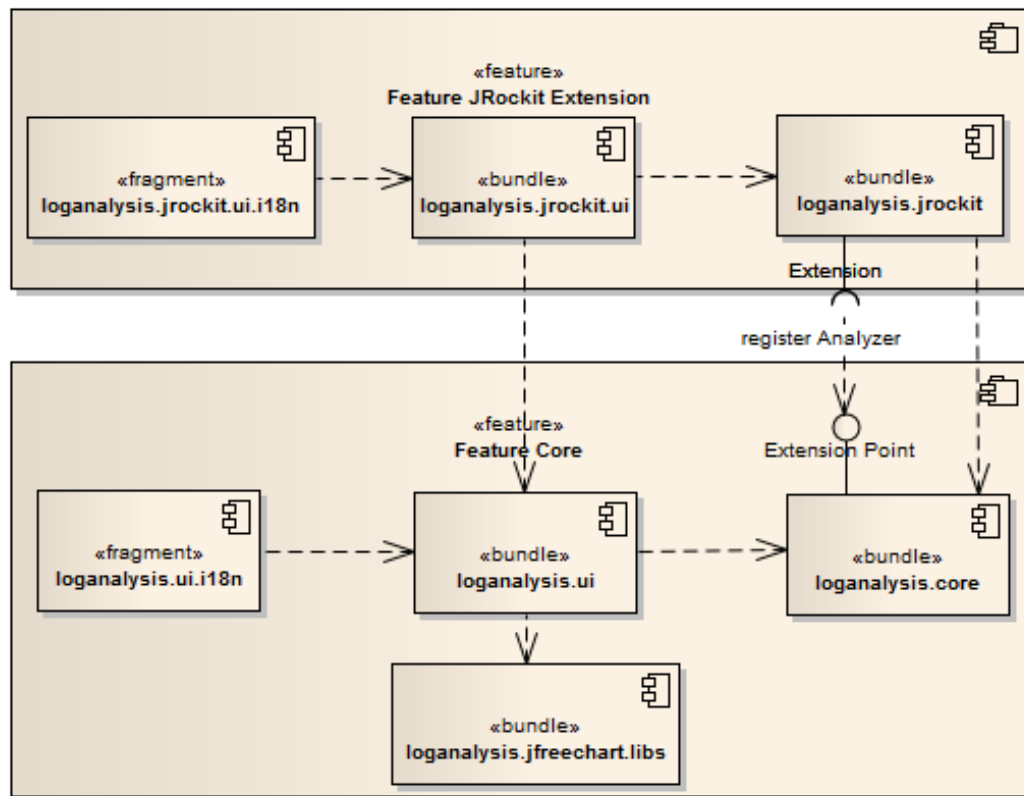 «feature»
Feature JRockit Extension
«fragment»
loganalysis.jrockit.ui.i18n
«bundle»
loganalysis.jrockit.ui
«bundle»
loganalysis.jrockit
Extension
register Analyzer
«feature»
Feature Core
Extension Point
«fragment»
loganalysis.ui.i18n
«bundle»
loganalysis.ui
«bundle»
loganalysis.core
«bundle»
loganalysis.jfreechart.libs